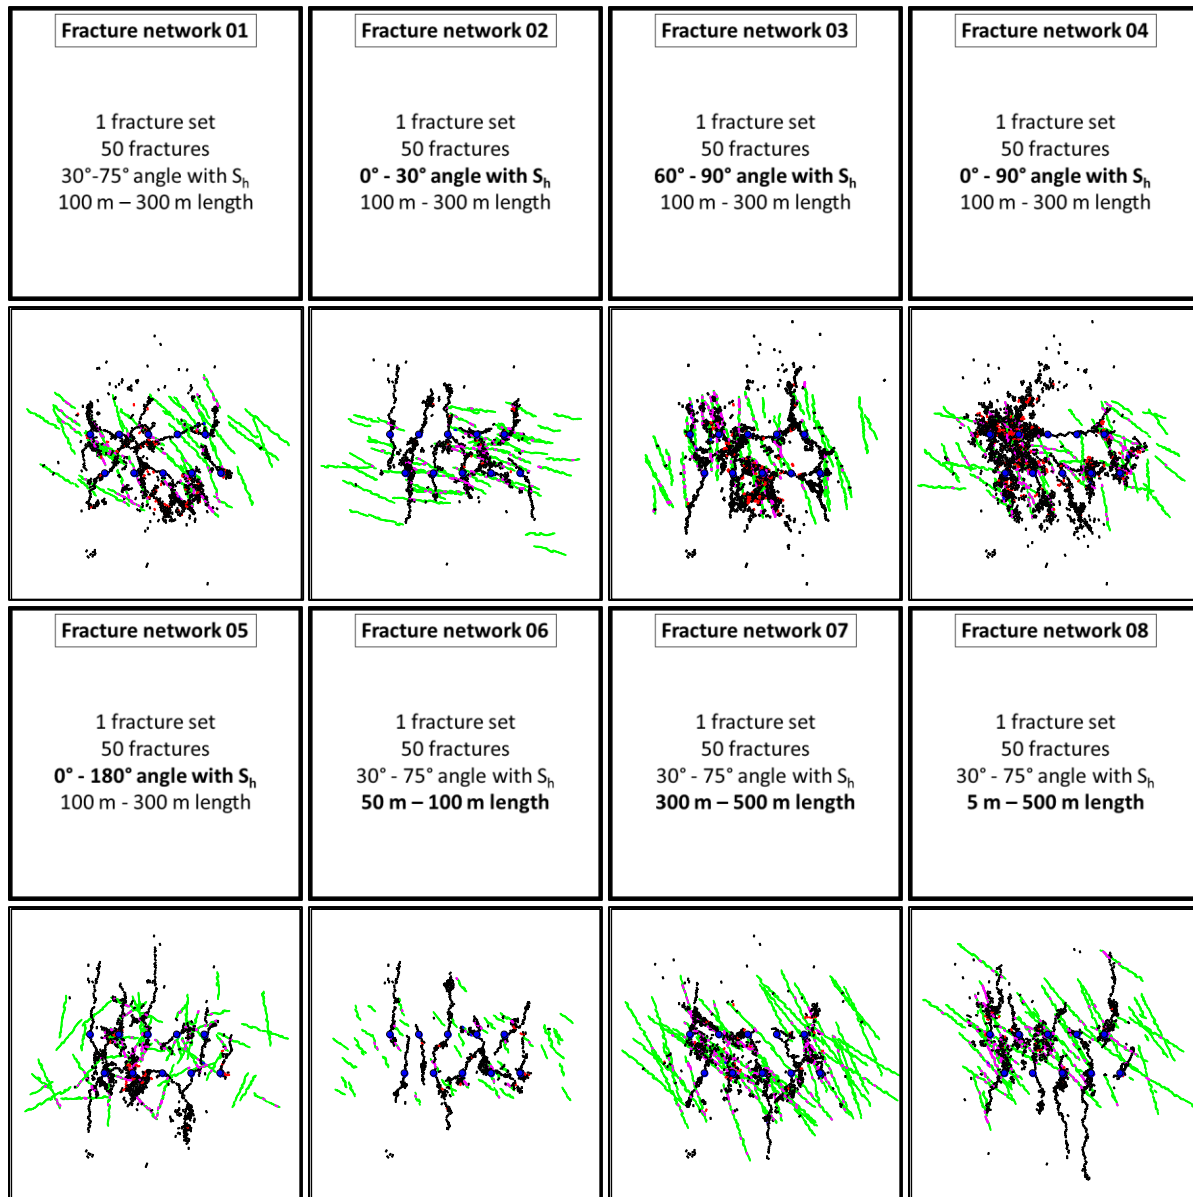 Fracture network 01
1 fracture set
50 fractures
30°-75° angle with Sh
100 m – 300 m length
Fracture network 02
1 fracture set
50 fractures
0° - 30° angle with Sh
100 m - 300 m length
Fracture network 03
1 fracture set
50 fractures
60° - 90° angle with Sh
100 m - 300 m length
Fracture network 04
1 fracture set
50 fractures
0° - 90° angle with Sh
100 m - 300 m length
Fracture network 05
1 fracture set
50 fractures
0° - 180° angle with Sh
100 m - 300 m length
Fracture network 06
1 fracture set
50 fractures
30° - 75° angle with Sh
50 m – 100 m length
Fracture network 07
1 fracture set
50 fractures
30° - 75° angle with Sh
300 m – 500 m length
Fracture network 08
1 fracture set
50 fractures
30° - 75° angle with Sh
5 m – 500 m length